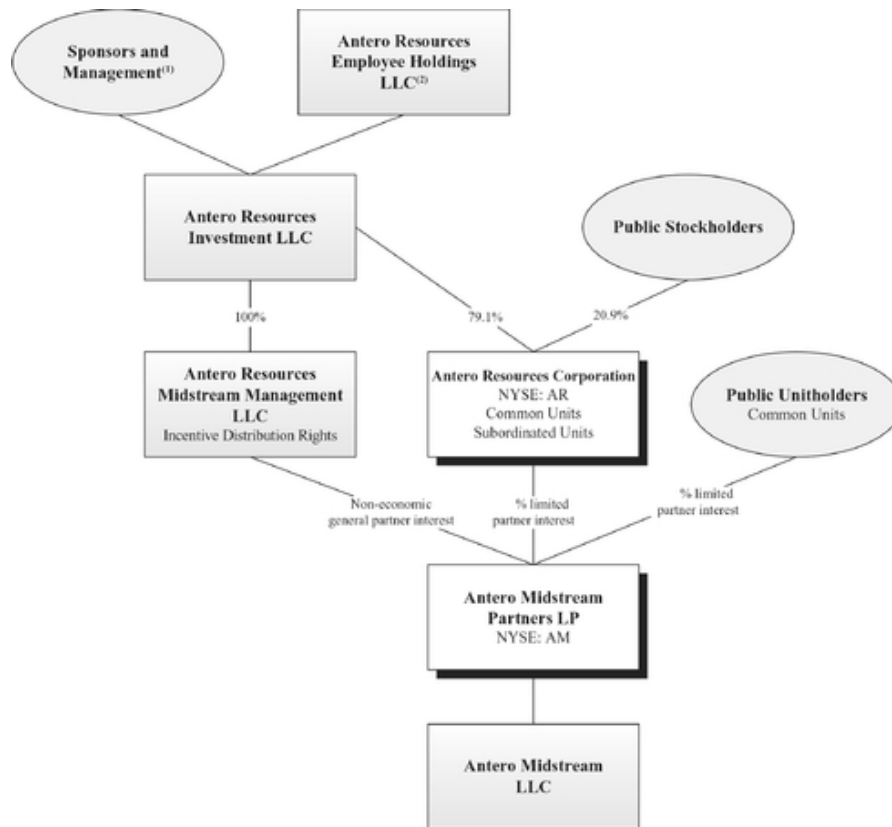 Sponsors and
Management(1)
Antero Resources
Employee Holdings
LLC(2)
Antero Resources
Investment LLC
Public Stockholders
100%
79.1%
20.9%
Antero Resources
Midstream Management
LLC
Incentive Distribution Rights
Antero Resources Corporation
NYSE: AR
Common Units
Subordinated Units
Public Unitholders
Common Units
Non-economic
general partner interest
% limited
partner interest
% limited
partner interest
Antero Midstream
Partners LP
NYSE: AM
Antero Midstream
LLC